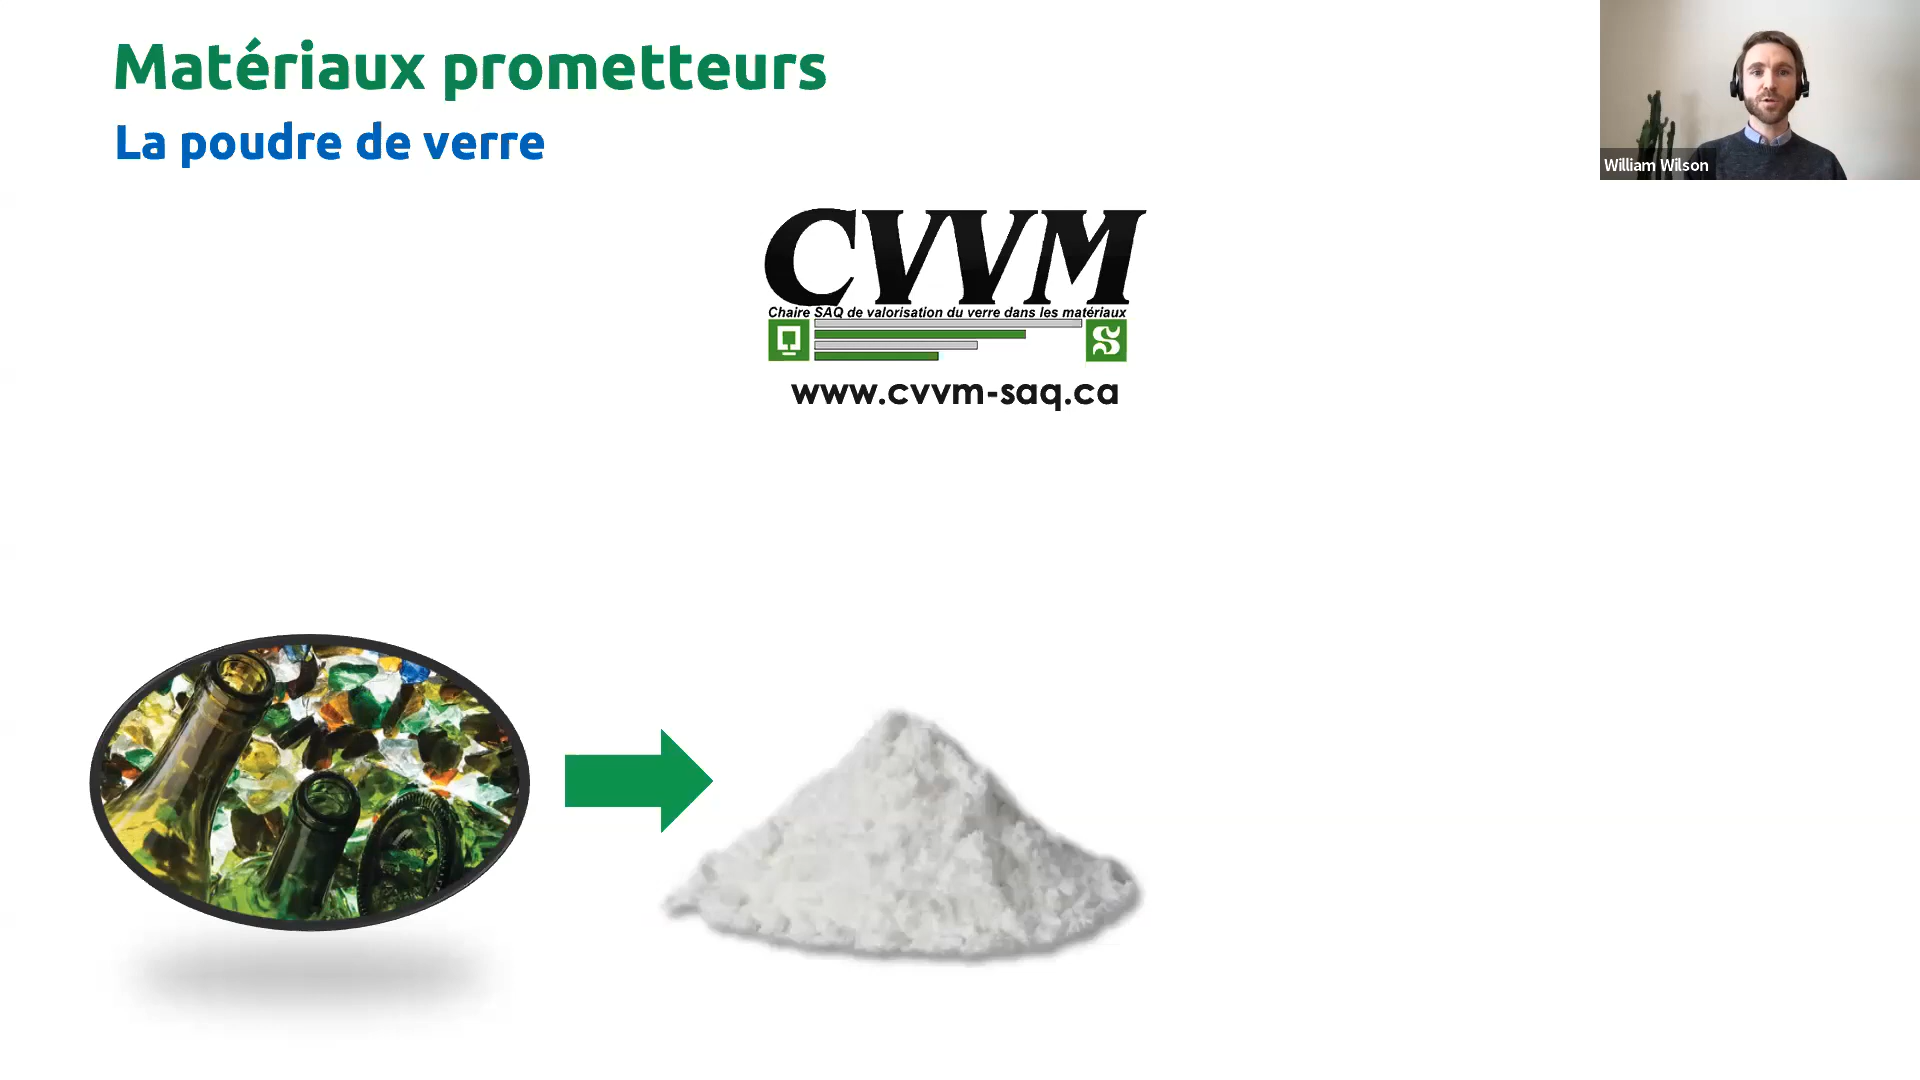 Matériaux prometteurs
La poudre de verre
William Wilson
CVVM
Chaire SAQ de valorisation du verre dans les matériaux
www.cvvm-saq.ca